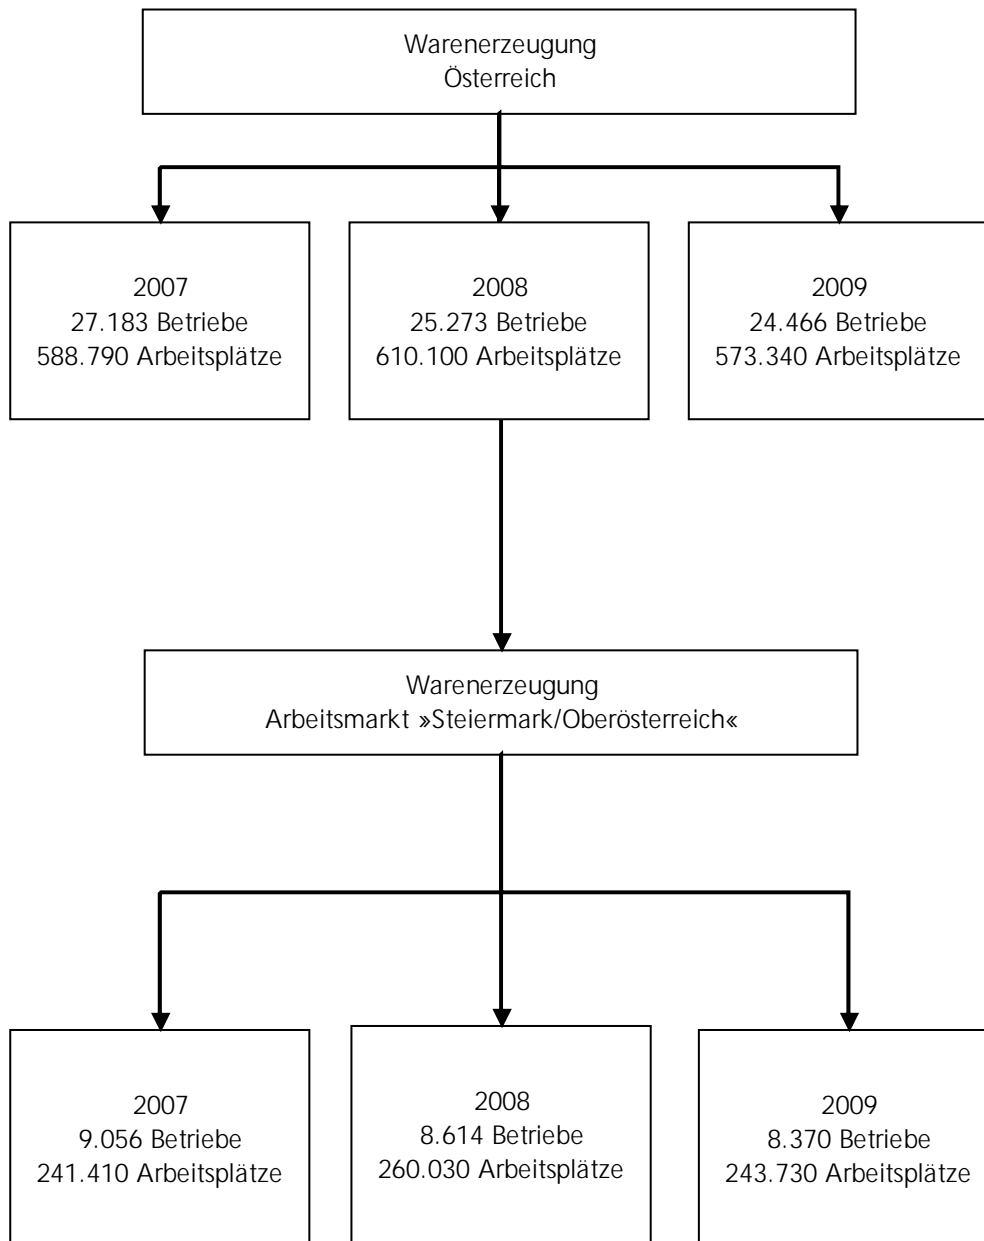 Warenerzeugung
Österreich
2007
27.183 Betriebe
588.790 Arbeitsplätze
2008
25.273 Betriebe
610.100 Arbeitsplätze
2009
24.466 Betriebe
573.340 Arbeitsplätze
Warenerzeugung
Arbeitsmarkt »Steiermark/Oberösterreich«
2007
9.056 Betriebe
241.410 Arbeitsplätze
2008
8.614 Betriebe
260.030 Arbeitsplätze
2009
8.370 Betriebe
243.730 Arbeitsplätze